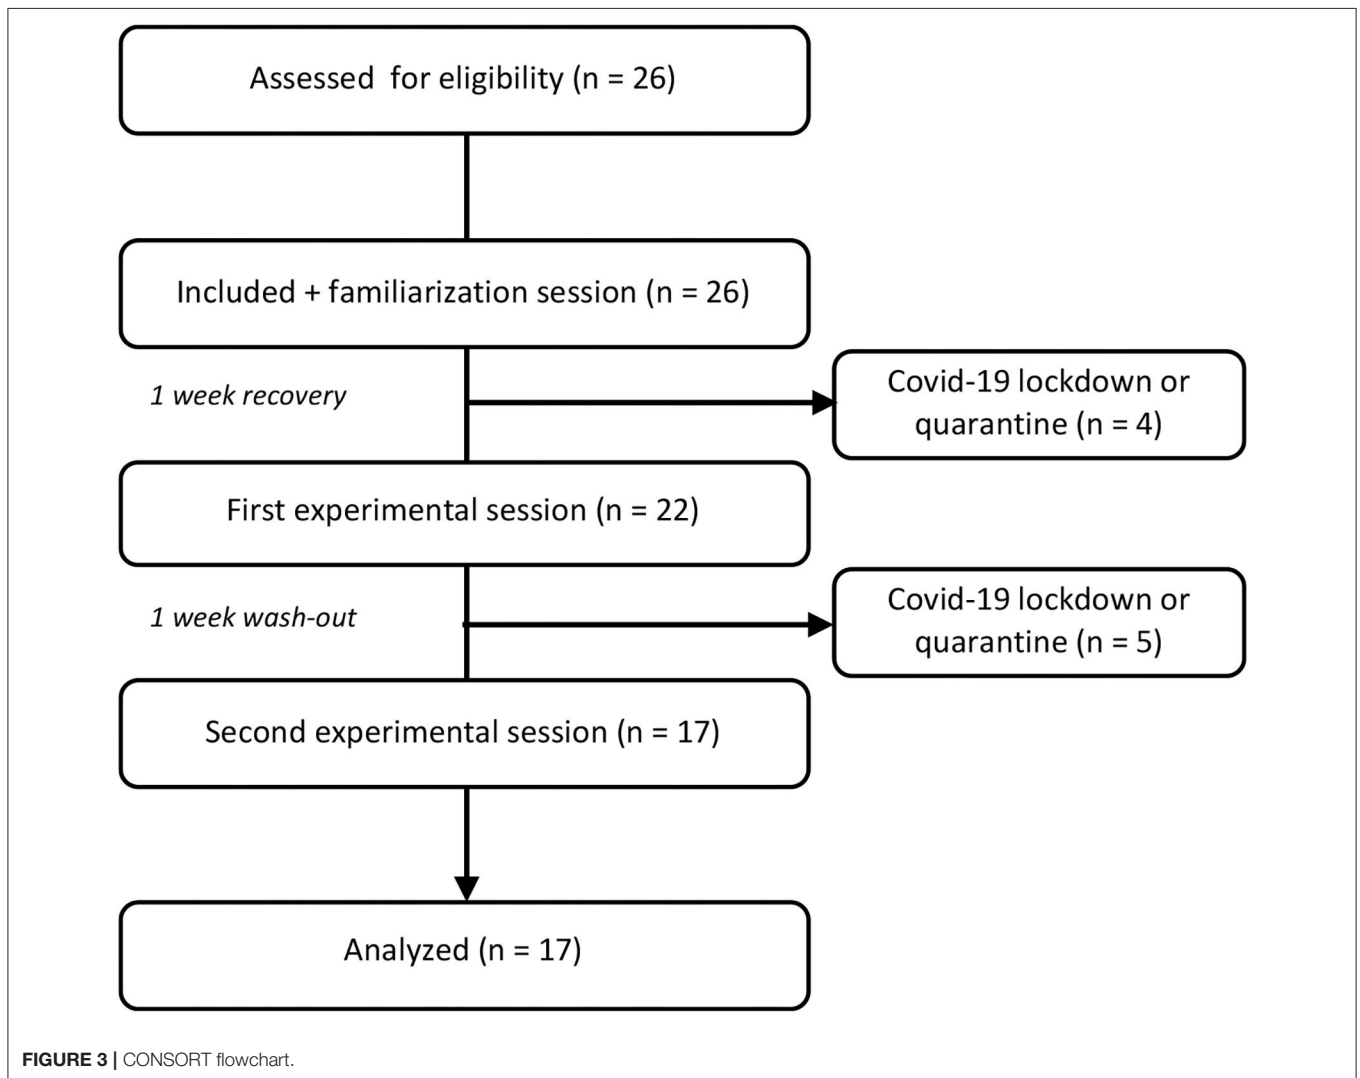 Assessed for eligibility (n = 26)
Included + familiarization session (n = 26)
1 week recovery
Covid-19 lockdown or
quarantine (n = 4)
First experimental session (n = 22)
1 week wash-out
Covid-19 lockdown or
quarantine (n = 5)
Second experimental session (n = 17)
Analyzed (n = 17)
FIGURE 3 | CONSORT flowchart.